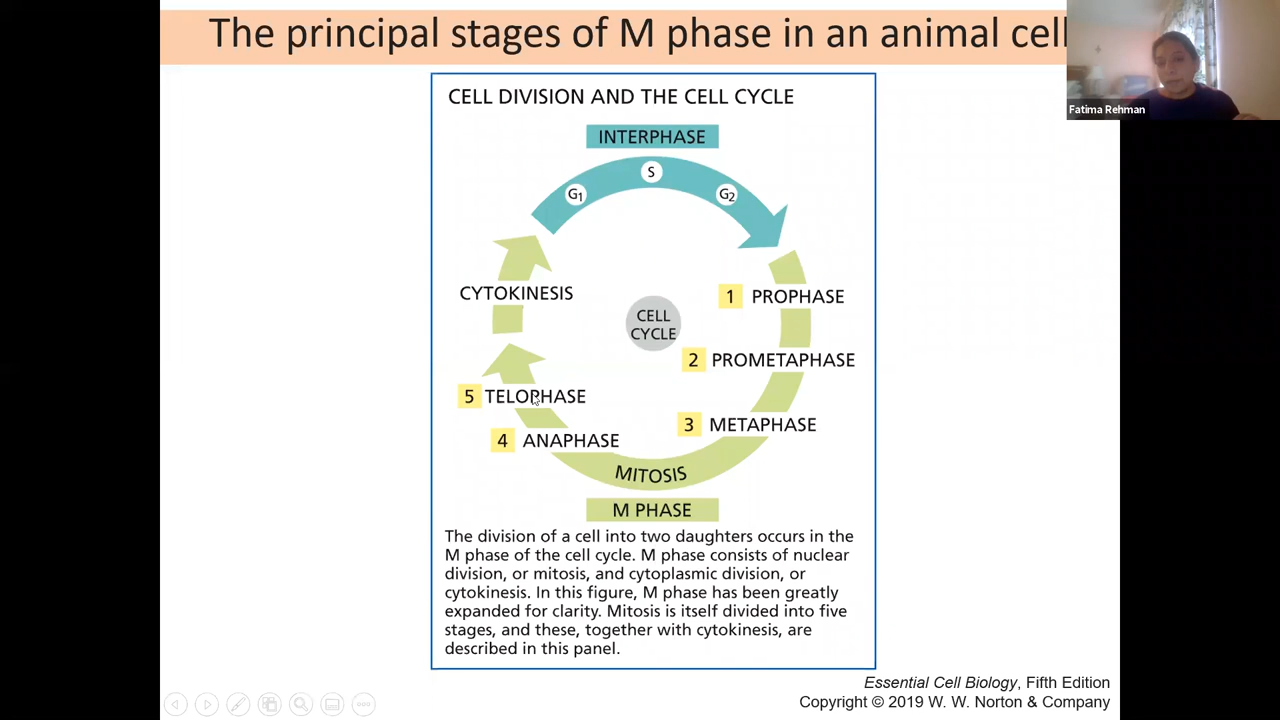 The principal stages of M phase in an animal cell
Fatima Rehman
CELL DIVISION AND THE CELL CYCLE
INTERPHASE
G1
S
G2
CYTOKINESIS
1 PROPHASE
CELL
CYCLE
2 PROMETAPHASE
5 TELOPHASE
3 METAPHASE
4 ANAPHASE
MITOSIS
M PHASE
The division of a cell into two daughters occurs in the
M phase of the cell cycle. M phase consists of nuclear
division, or mitosis, and cytoplasmic division, or
cytokinesis. In this figure, M phase has been greatly
expanded for clarity. Mitosis is itself divided into five
stages, and these, together with cytokinesis, are
described in this panel.
Essential Cell Biology, Fifth Edition
Copyright © 2019 W. W. Norton & Company